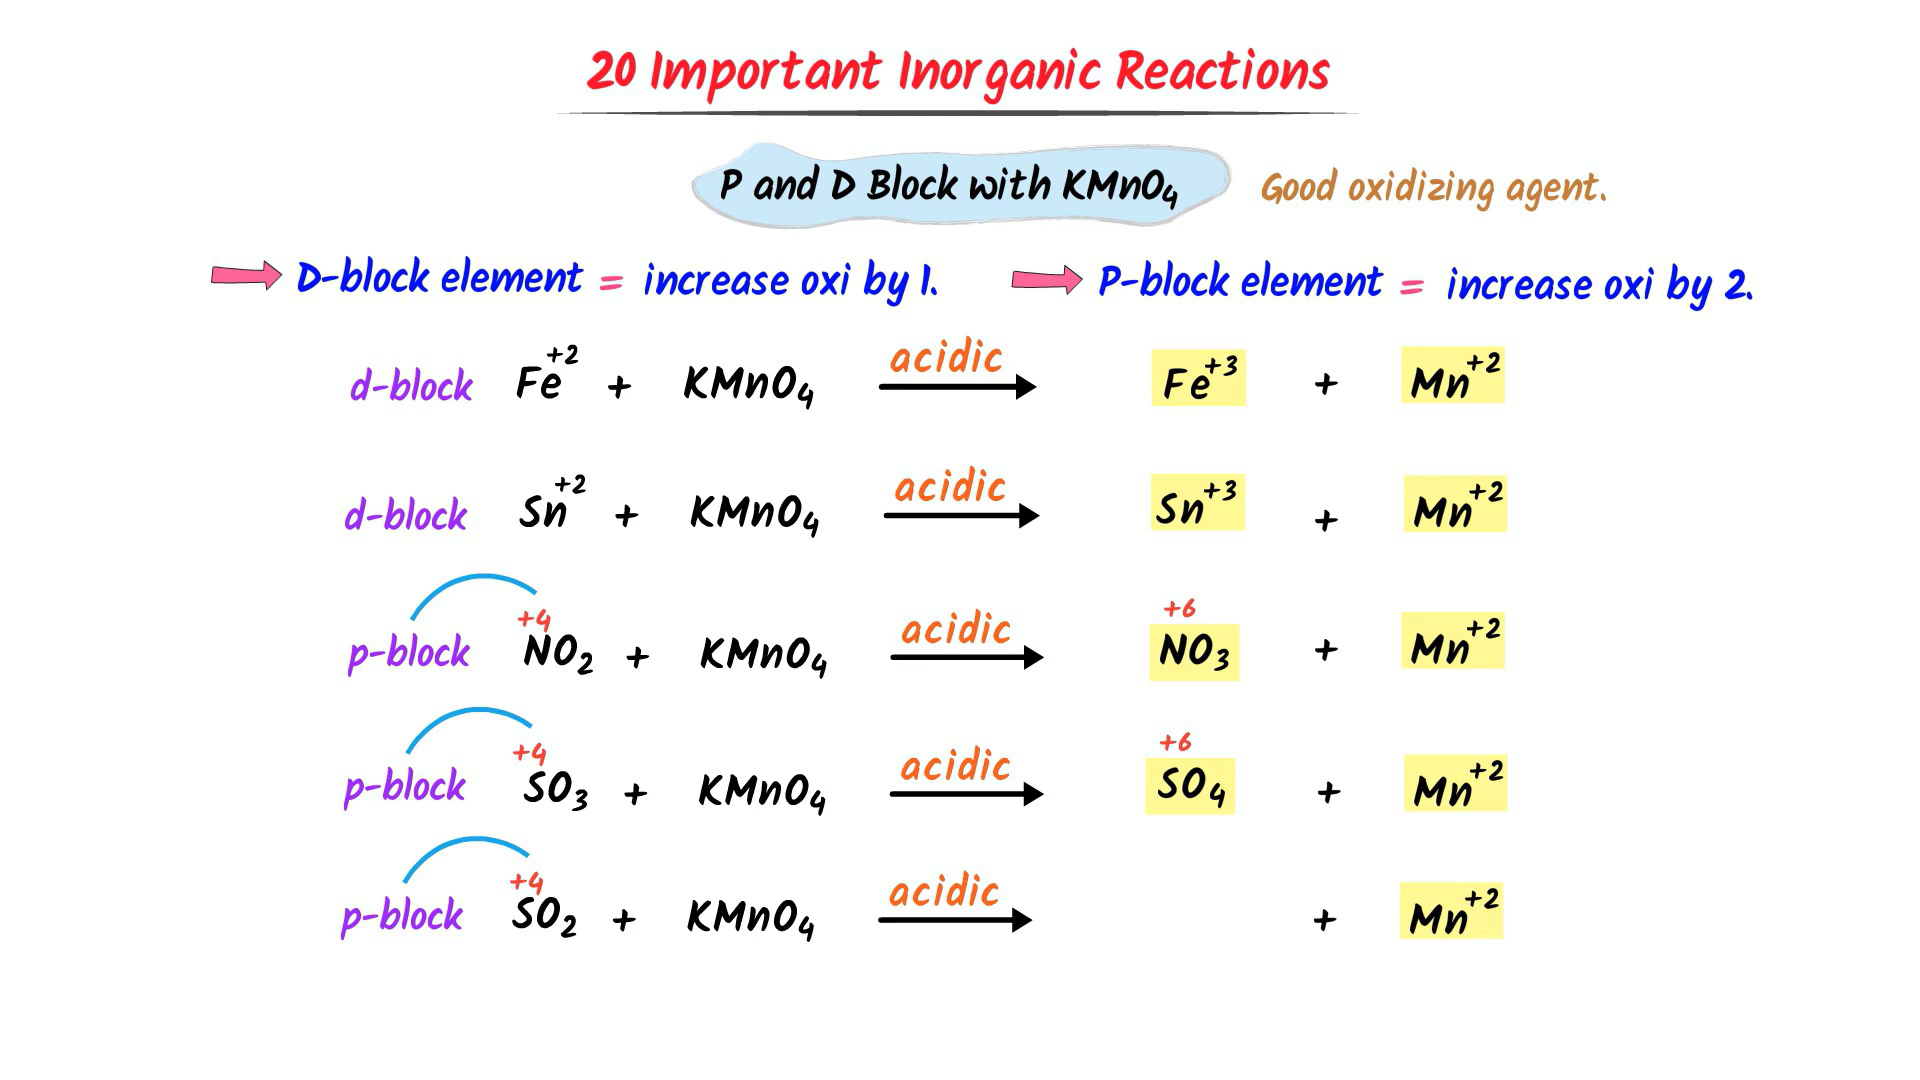 20 Important Inorganic Reactions
P and D Block with KMnO₄ Good oxidizing agent.
D-block element = increase oxi by 1. P-block element = increase oxi by 2.
d-block Fe⁺² + KMnO₄ acidic Fe⁺³ + Mn⁺²
d-block Sn⁺² + KMnO₄ acidic Sn⁺³ + Mn⁺²
+4 +6
p-block NO₂ + KMnO₄ acidic NO₃ + Mn⁺²
+4 +6
p-block SO₃ + KMnO₄ acidic SO₄ + Mn⁺²
+4
p-block SO₂ + KMnO₄ acidic + Mn⁺²